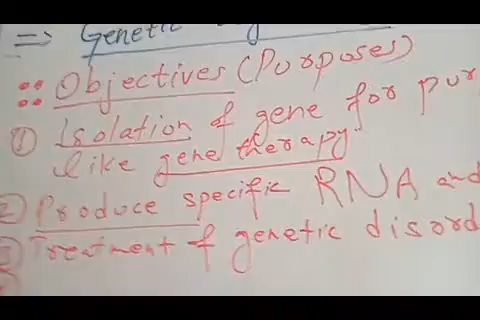 => Genetic
:: Objectives (Purposes)
① Isolation of gene for pur
like gene therapy.
② Produce specific RNA and
③ Treatment of genetic disord